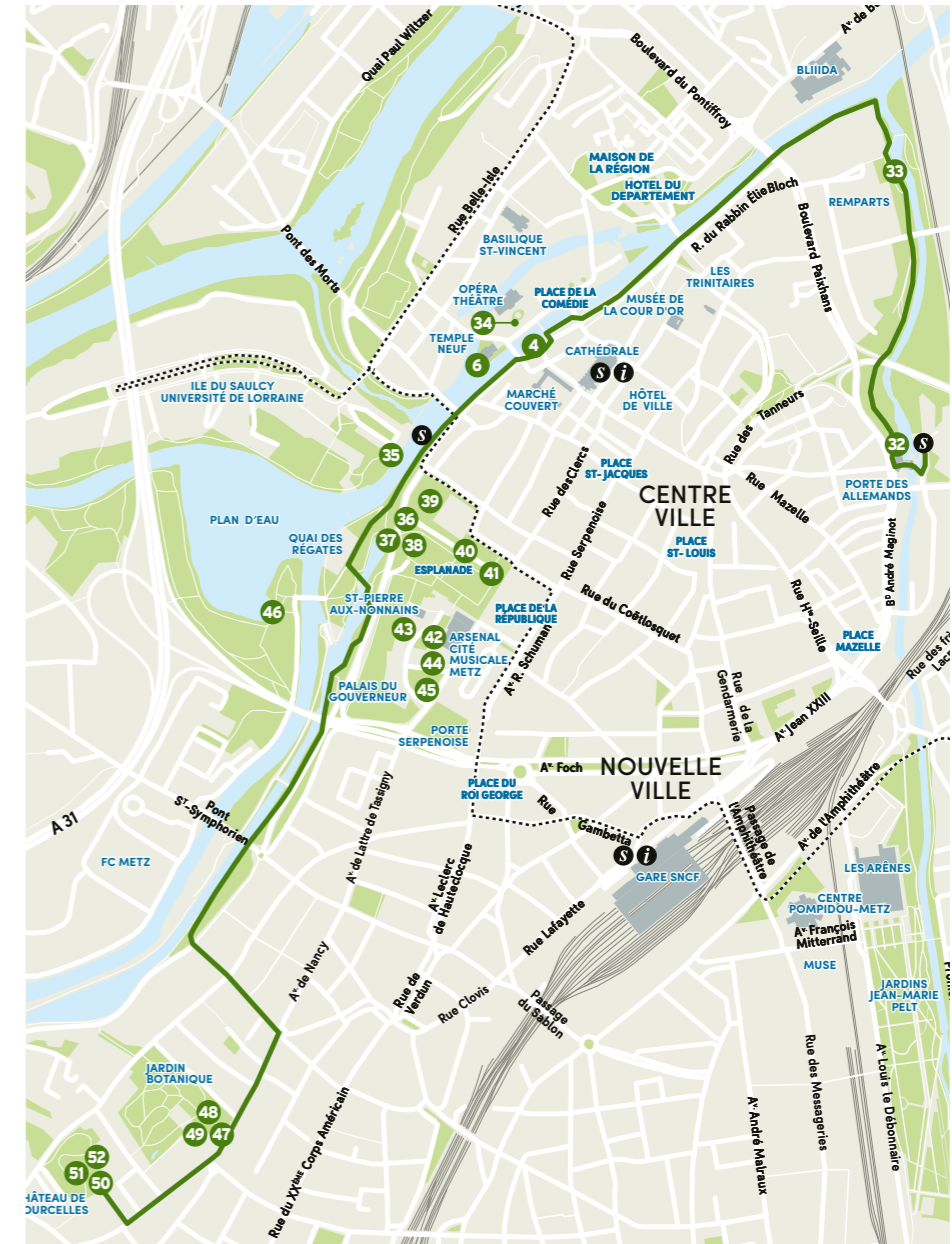 Quai Paul Wiltzer
Boulevard du Pontiffroy
BLIIIDA
MAISON DE
LA RÉGION
HOTEL DU
DEPARTEMENT
R. du Rabbin Élie Bloch
33
REMPARTS
Rue Belle-Isle
Pont des Morts
BASILIQUE
ST-VINCENT
Boulevard Paixhans
LES
TRINITAIRES
OPÉRA
THÉÂTRE
PLACE DE LA
COMÉDIE
MUSÉE DE
LA COUR D'OR
34
TEMPLE
NEUF
4
6
CATHÉDRALE
s i
MARCHÉ
COUVERT
HÔTEL
DE VILLE
ILE DU SAULCY
UNIVERSITÉ DE LORRAINE
Rue des Tanneurs
s
35
32
s
PORTE DES
ALLEMANDS
Rue des Clercs
PLACE
ST-JACQUES
CENTRE
VILLE
Rue Mazelle
39
36
37
38
PLAN D'EAU
QUAI DES
RÉGATES
Rue Serpenoise
PLACE
ST-LOUIS
Bᴰ André Maginot
40
ESPLANADE
41
46
ST-PIERRE
AUX-NONNAINS
PLACE DE LA
RÉPUBLIQUE
Rue du Coëtlosquet
Rue Hᵗᵉ-Seille
PLACE
MAZELLE
43
42
ARSENAL
CITÉ
MUSICALE
METZ
44
45
PALAIS DU
GOUVERNEUR
Aᵛ R. Schuman
Rue de la
Gendarmerie
Aᵛ Jean XXIII
PORTE
SERPENOISE
Aᵛ Foch
NOUVELLE
VILLE
PLACE DU
ROI GEORGE
Rue
Gambetta
s i
GARE SNCF
Passage de
l'Amphithéâtre
Aᵛ de l'Amphithéâtre
A 31
Pont
Sᵀ-Symphorien
Aᵛ de Lattre de Tassigny
FC METZ
Aᵛ Leclerc
de Hauteclocque
LES ARÈNES
CENTRE
POMPIDOU-METZ
Aᵛ François
Mitterrand
MUSE
Rue Lafayette
Aᵛ de Nancy
Rue de
Verdun
Rue Clovis
Passage
du Sablon
JARDINS
JEAN-MARIE
PELT
JARDIN
BOTANIQUE
Rue des Messageries
Aᵛ Louis le Débonnaire
48
49
47
Rue du XXᴱᴹᴱ Corps Américain
Aᵛ André Malraux
52
51
50
HÂTEAU DE
OURCELLES